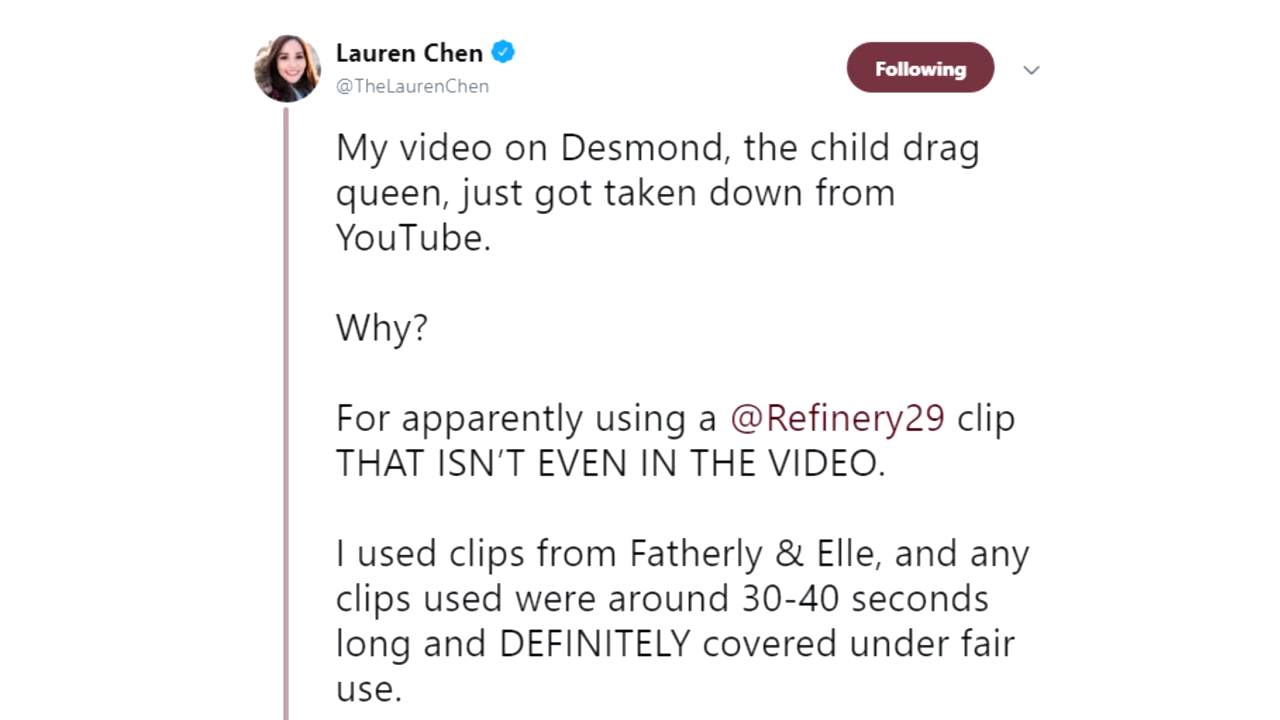 Lauren Chen
@TheLaurenChen
Following
My video on Desmond, the child drag
queen, just got taken down from
YouTube.
Why?
For apparently using a @Refinery29 clip
THAT ISN'T EVEN IN THE VIDEO.
I used clips from Fatherly & Elle, and any
clips used were around 30-40 seconds
long and DEFINITELY covered under fair
use.